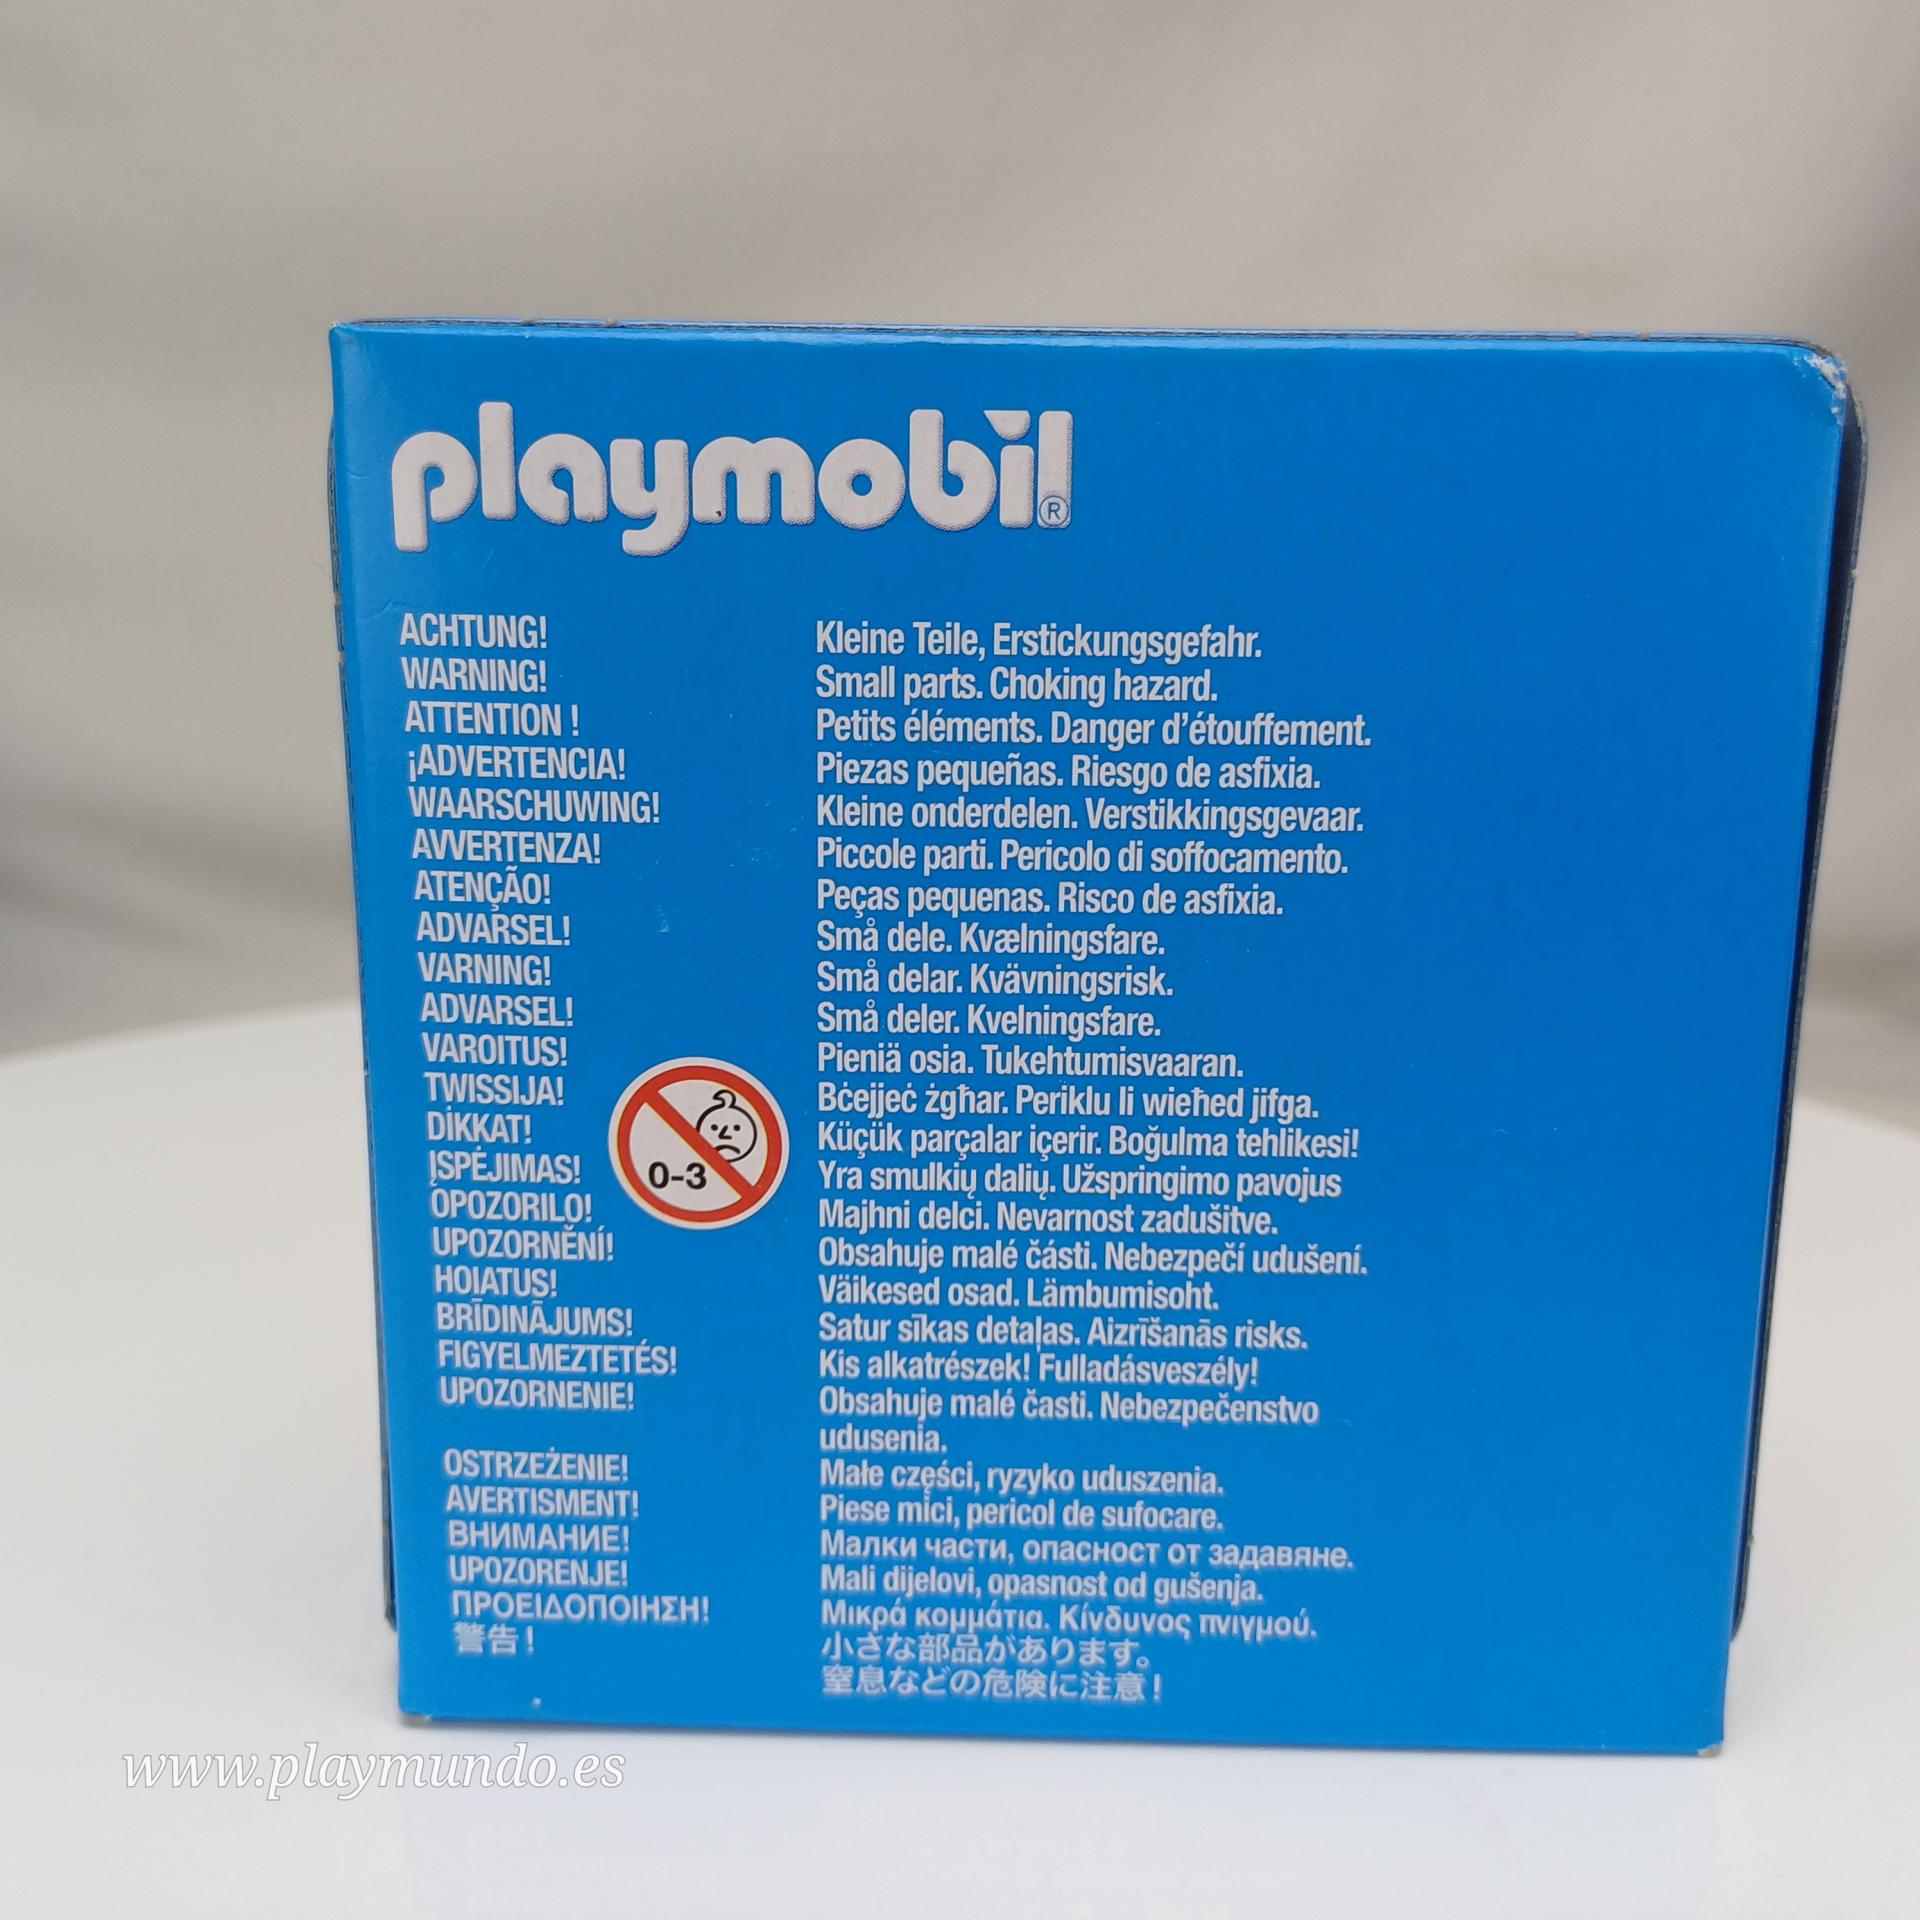 playmobil®
ACHTUNG! Kleine Teile, Erstickungsgefahr.
WARNING! Small parts. Choking hazard.
ATTENTION ! Petits éléments. Danger d'étouffement.
¡ADVERTENCIA! Piezas pequeñas. Riesgo de asfixia.
WAARSCHUWING! Kleine onderdelen. Verstikkingsgevaar.
AVVERTENZA! Piccole parti. Pericolo di soffocamento.
ATENÇÃO! Peças pequenas. Risco de asfixia.
ADVARSEL! Små dele. Kvælningsfare.
VARNING! Små delar. Kvävningsrisk.
ADVARSEL! Små deler. Kvelningsfare.
VAROITUS! Pieniä osia. Tukehtumisvaaran.
TWISSIJA! Bċejjeċ żgħar. Periklu li wieħed jifga.
DİKKAT! Küçük parçalar içerir. Boğulma tehlikesi!
ĮSPĖJIMAS! Yra smulkių dalių. Užspringimo pavojus
0-3
OPOZORILO! Majhni delci. Nevarnost zadušitve.
UPOZORNĚNÍ! Obsahuje malé části. Nebezpečí udušení.
HOIATUS! Väikesed osad. Lämbumisoht.
BRĪDINĀJUMS! Satur sīkas detaļas. Aizrīšanās risks.
FIGYELMEZTETÉS! Kis alkatrészek! Fulladásveszély!
UPOZORNENIE! Obsahuje malé časti. Nebezpečenstvo
udusenia.
OSTRZEŻENIE! Małe części, ryzyko uduszenia.
AVERTISMENT! Piese mici, pericol de sufocare.
ВНИМАНИЕ! Малки части, опасност от задавяне.
UPOZORENJE! Mali dijelovi, opasnost od gušenja.
ΠΡΟΕΙΔΟΠΟΙΗΣΗ! Μικρά κομμάτια. Κίνδυνος πνιγμού.
警告! 小さな部品があります。
窒息などの危険に注意!
www.playmundo.es